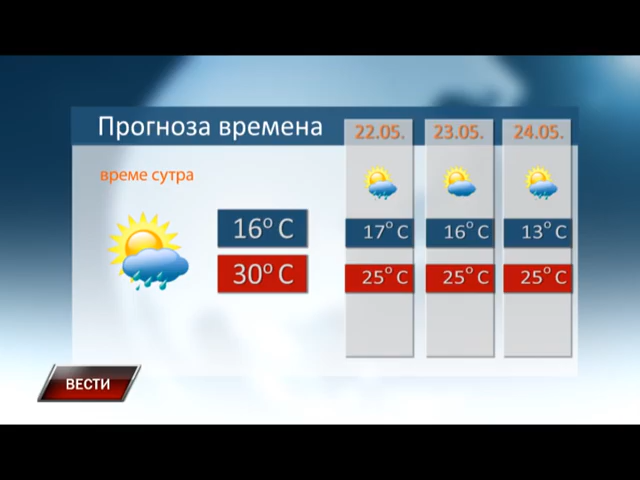 Прогноза времена
време сутра
16° C
30° C
22.05. 23.05. 24.05.
17° C 16° C 13° C
25° C 25° C 25° C
ВЕСТИ